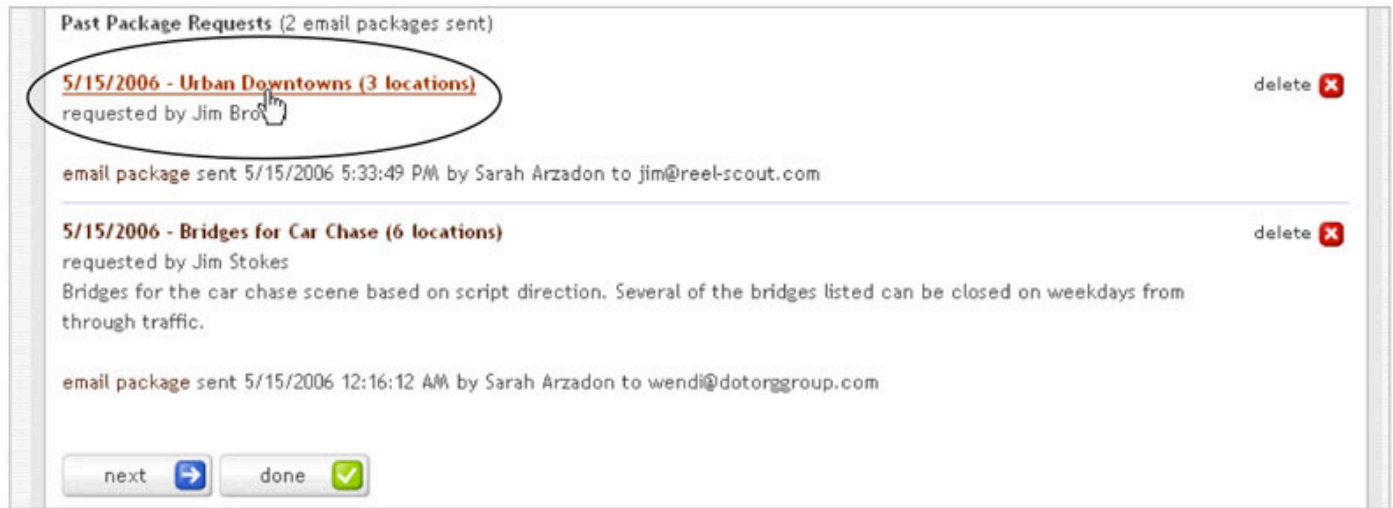 Past Package Requests (2 email packages sent)
5/15/2006 - Urban Downtowns (3 locations)
delete
requested by Jim
email package sent 5/15/2006 5:33:49 PM by Sarah Arzadon to jim@reel-scout.com
5/15/2006 - Bridges for Car Chase (6 locations)
delete
requested by Jim Stokes
Bridges for the car chase scene based on script direction. Several of the bridges listed can be closed on weekdays from
through traffic.
email package sent 5/15/2006 12:16:12 AM by Sarah Arzadon to wendi@dotorggroup.com
next
done